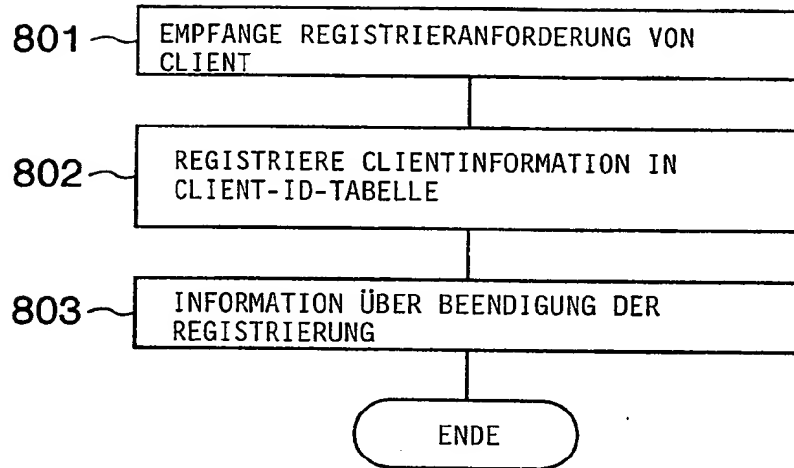 801
EMPFANGE REGISTRIERANFORDERUNG VON
CLIENT
802
REGISTRIERE CLIENTINFORMATION IN
CLIENT-ID-TABELLE
803
INFORMATION ÜBER BEENDIGUNG DER
REGISTRIERUNG
ENDE